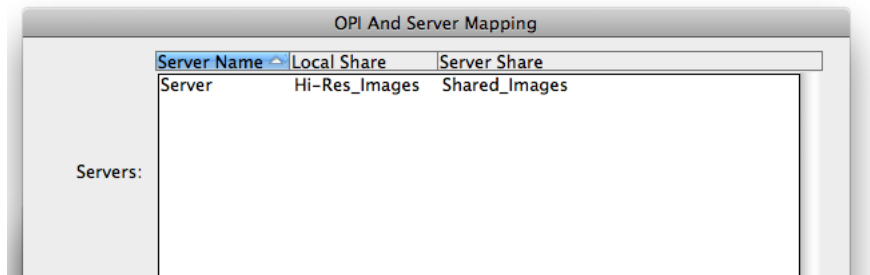 OPI And Server Mapping
Server Name Local Share Server Share
Server Hi-Res_Images Shared_Images
Servers: